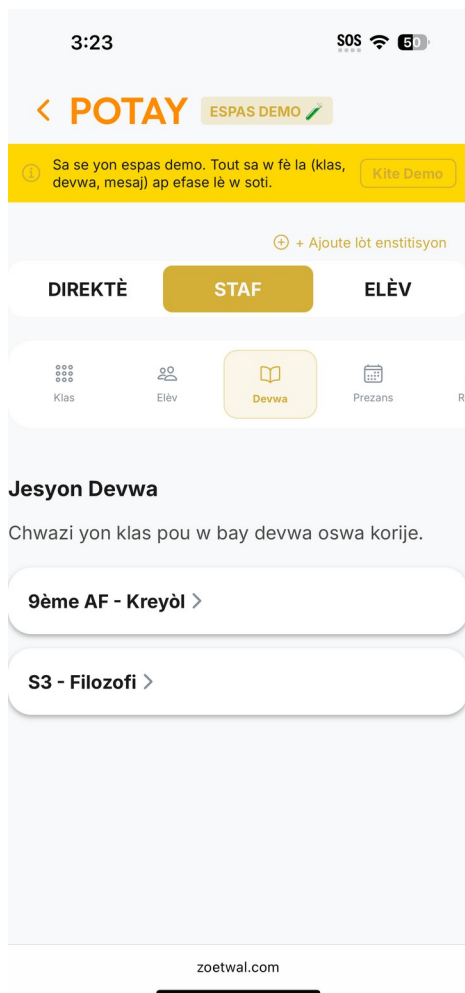 3:23
SOS
50
POTAY
ESPAS DEMO
Sa se yon espas demo. Tout sa w fè la (klas,
devwa, mesaj) ap efase lè w soti.
Kite Demo
+ Ajoute lòt enstitisyon
DIREKTÈ
STAF
ELÈV
Klas
Elèv
Devwa
Prezans
R
Jesyon Devwa
Chwazi yon klas pou w bay devwa oswa korije.
9ème AF - Kreyòl
S3 - Filozofi
zoetwal.com